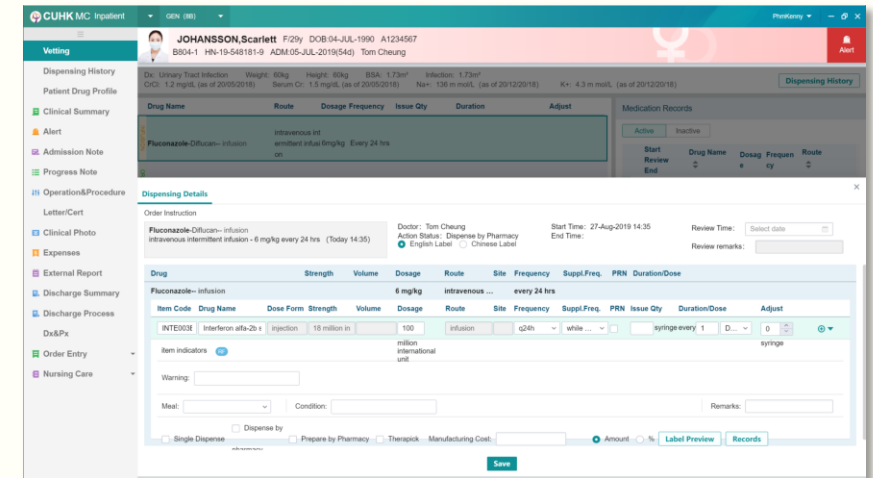 CUHK MC Inpatient
GEN (8B)
PhmKenny
Vetting
Dispensing History
Patient Drug Profile
Clinical Summary
Alert
Admission Note
Progress Note
Operation&Procedure
Letter/Cert
Clinical Photo
Expenses
External Report
Discharge Summary
Discharge Process
Dx&Px
Order Entry
Nursing Care
JOHANSSON,Scarlett F/29y DOB:04-JUL-1990 A1234567
B804-1 HN-19-548181-9 ADM:05-JUL-2019(54d) Tom Cheung
Alert
Dx: Urinary Tract Infection Weight: 60kg Height: 60kg BSA: 1.73m² Infection: 1.73m²
CrCl: 1.2 mg/dL (as of 20/05/2018) Serum Cr: 1.5 mg/dL (as of 20/05/2018) Na+: 136 m mol/L (as of 20/12/20/18) K+: 4.3 m mol/L (as of 20/12/20/18)
Dispensing History
Drug Name Route Dosage Frequency Issue Qty Duration Adjust
Fluconazole-Diflucan-- infusion
intravenous int
ermittent infusi 6mg/kg Every 24 hrs
on
Medication Records
Active Inactive
Start
Review
End
Drug Name
Dosag
e
Frequen
cy
Route
Dispensing Details
Order Instruction
Fluconazole-Diflucan-- infusion
intravenous intermittent infusion - 6 mg/kg every 24 hrs (Today 14:35)
Doctor: Tom Cheung
Action Status: Dispense by Pharmacy
English Label Chinese Label
Start Time: 27-Aug-2019 14:35
End Time:
Review Time: Select date
Review remarks:
Drug Strength Volume Dosage Route Site Frequency Suppl.Freq. PRN Duration/Dose
Fluconazole-- infusion 6 mg/kg intravenous ... every 24 hrs
Item Code Drug Name Dose Form Strength Volume Dosage Route Site Frequency Suppl.Freq. PRN Issue Qty Duration/Dose Adjust
Interferon alfa-2b injection 18 million in 100 infusion q24h while ... syringe every 1 D... 0
million
international
unit
syringe
item indicators
Warning:
Meal: Condition: Remarks:
Dispense by
Single Dispense Prepare by Pharmacy Therapick Manufacturing Cost: Amount % Label Preview Records
Save